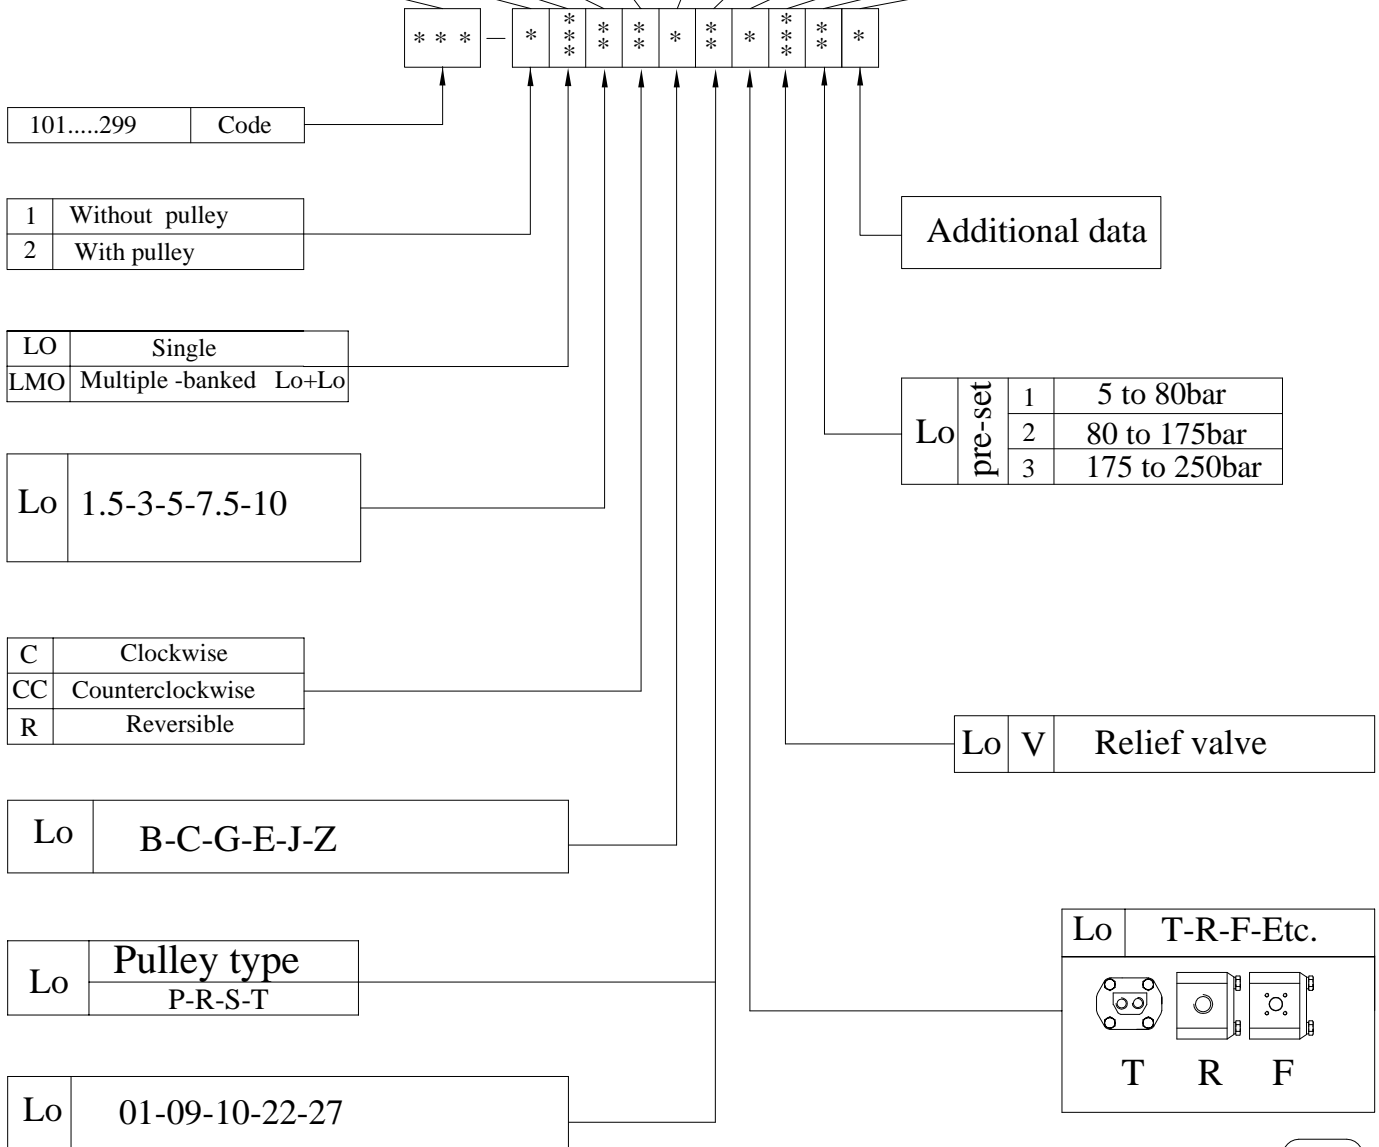 * * * — * *** ** ** * ** * *** ** *
101.....299 Code
1 Without pulley
2 With pulley
Additional data
LO Single
LMO Multiple -banked Lo+Lo
Lo pre-set
1 5 to 80bar
2 80 to 175bar
3 175 to 250bar
Lo 1.5-3-5-7.5-10
C Clockwise
CC Counterclockwise
R Reversible
Lo V Relief valve
Lo B-C-G-E-J-Z
Lo T-R-F-Etc.
T R F
Lo Pulley type
P-R-S-T
Lo 01-09-10-22-27